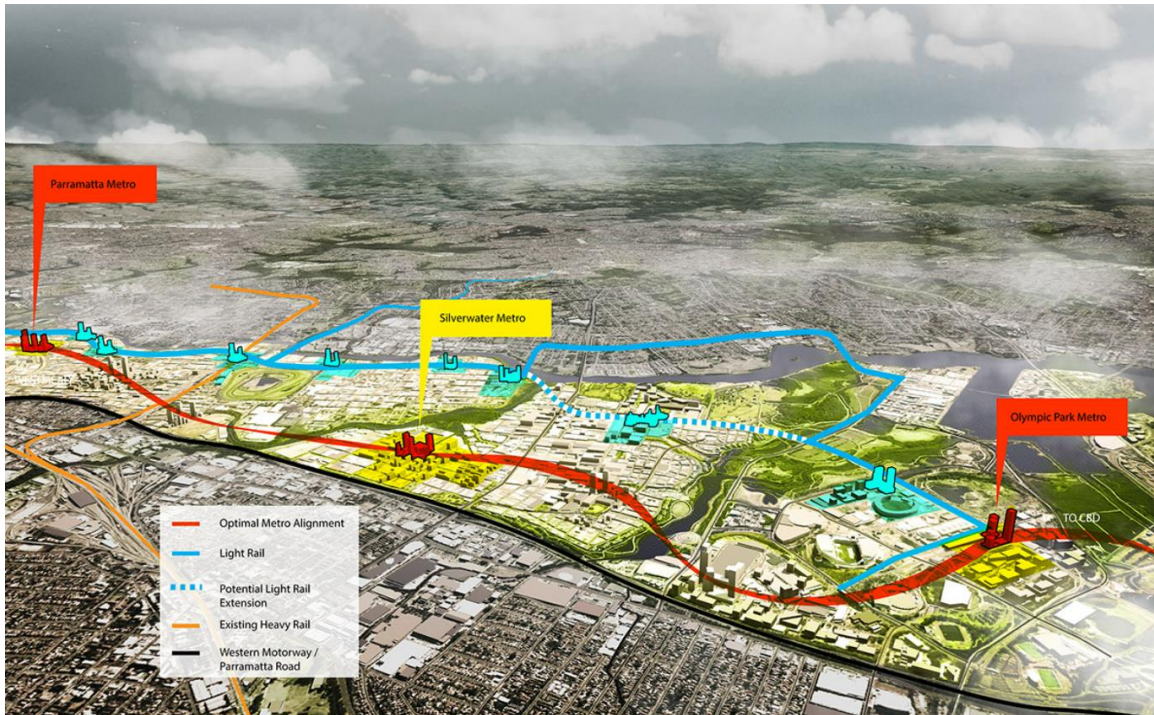 Parramatta Metro
Silverwater Metro
Olympic Park Metro
TO CBD
Optimal Metro Alignment
Light Rail
Potential Light Rail
Extension
Existing Heavy Rail
Western Motorway /
Parramatta Road